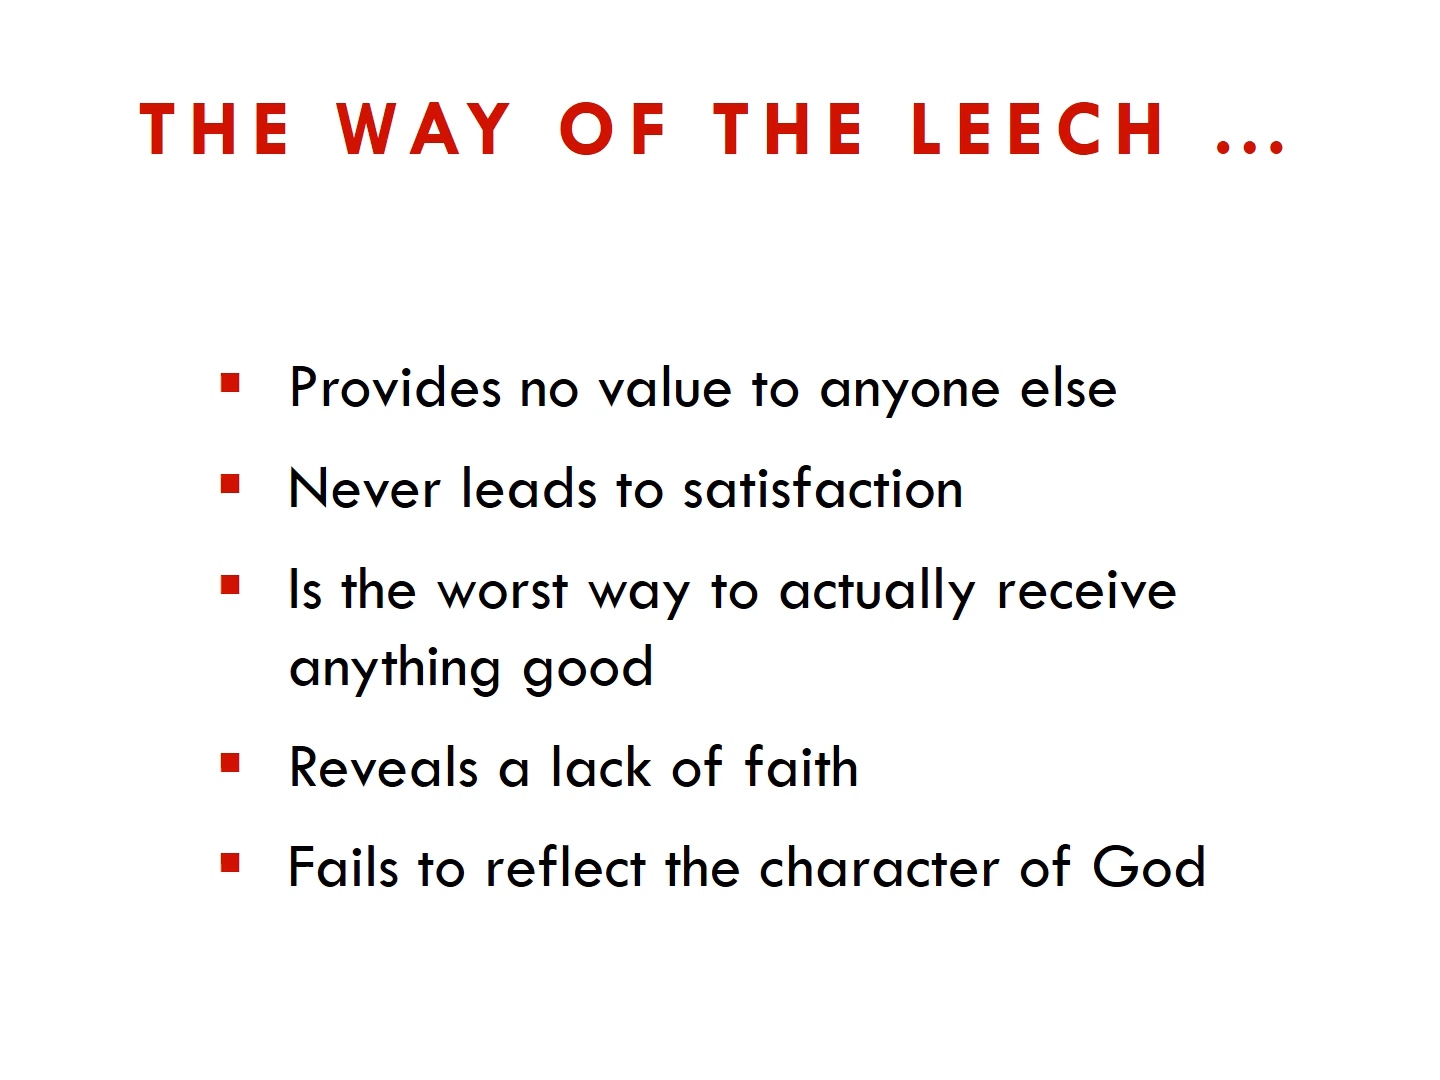 THE WAY OF THE LEECH ...
▪ Provides no value to anyone else
▪ Never leads to satisfaction
▪ Is the worst way to actually receive
anything good
▪ Reveals a lack of faith
▪ Fails to reflect the character of God